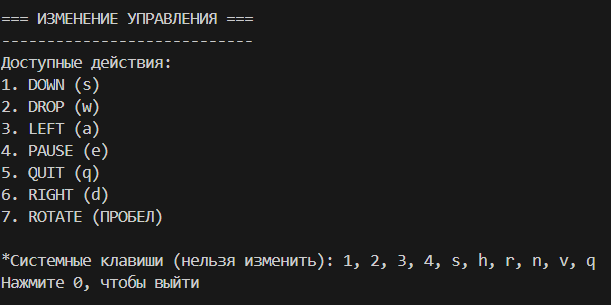 === ИЗМЕНЕНИЕ УПРАВЛЕНИЯ ===
----------------------------
Доступные действия:
1. DOWN (s)
2. DROP (w)
3. LEFT (a)
4. PAUSE (e)
5. QUIT (q)
6. RIGHT (d)
7. ROTATE (ПРОБЕЛ)
*Системные клавиши (нельзя изменить): 1, 2, 3, 4, s, h, r, n, v, q
Нажмите 0, чтобы выйти